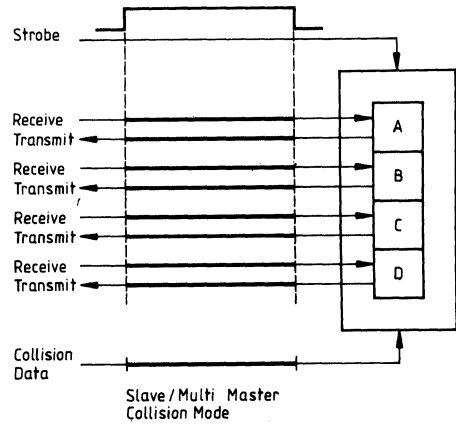 Strobe
Receive
Transmit
A
Receive
Transmit
B
Receive
Transmit
C
Receive
Transmit
D
Collision
Data
Slave/Multi Master
Collision Mode